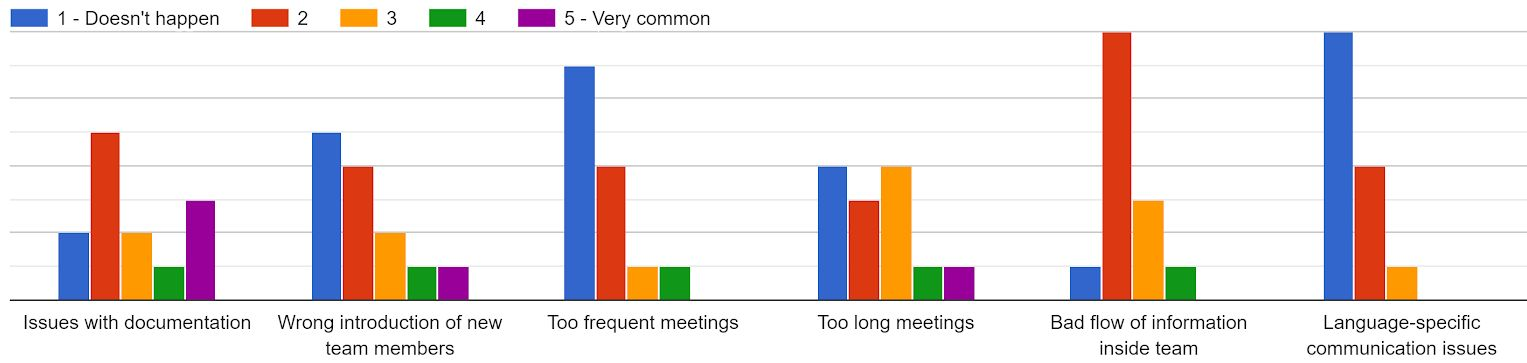 1 - Doesn't happen 2 3 4 5 - Very common
Issues with documentation Wrong introduction of new Too frequent meetings Too long meetings Bad flow of information Language-specific
team members inside team communication issues